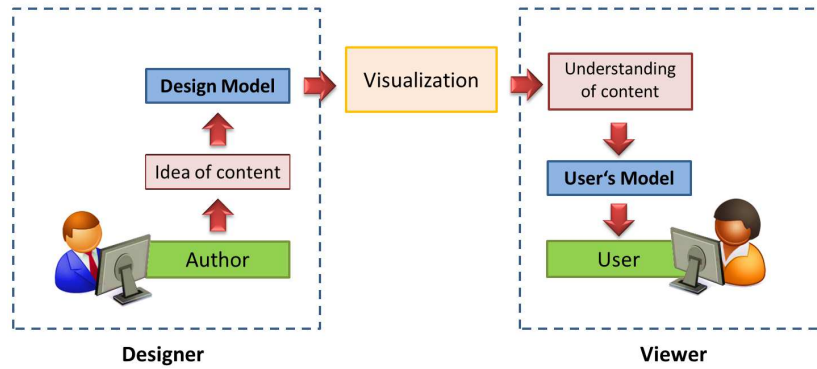 Design Model
Idea of content
Author
Designer
Visualization
Understanding
of content
User‘s Model
User
Viewer